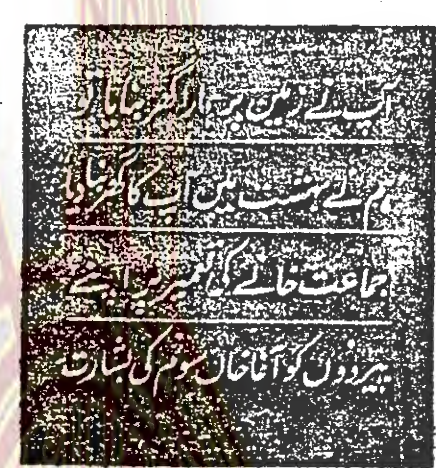 آپ نے زمین پر ہمارا گھر بنایا تو
ہم نے بہشت میں آپ کا گھر بنا دیا
جماعت خانے کی تعمیر پر اپنے
پیرووں کو آغا خان سوم کی بشارت